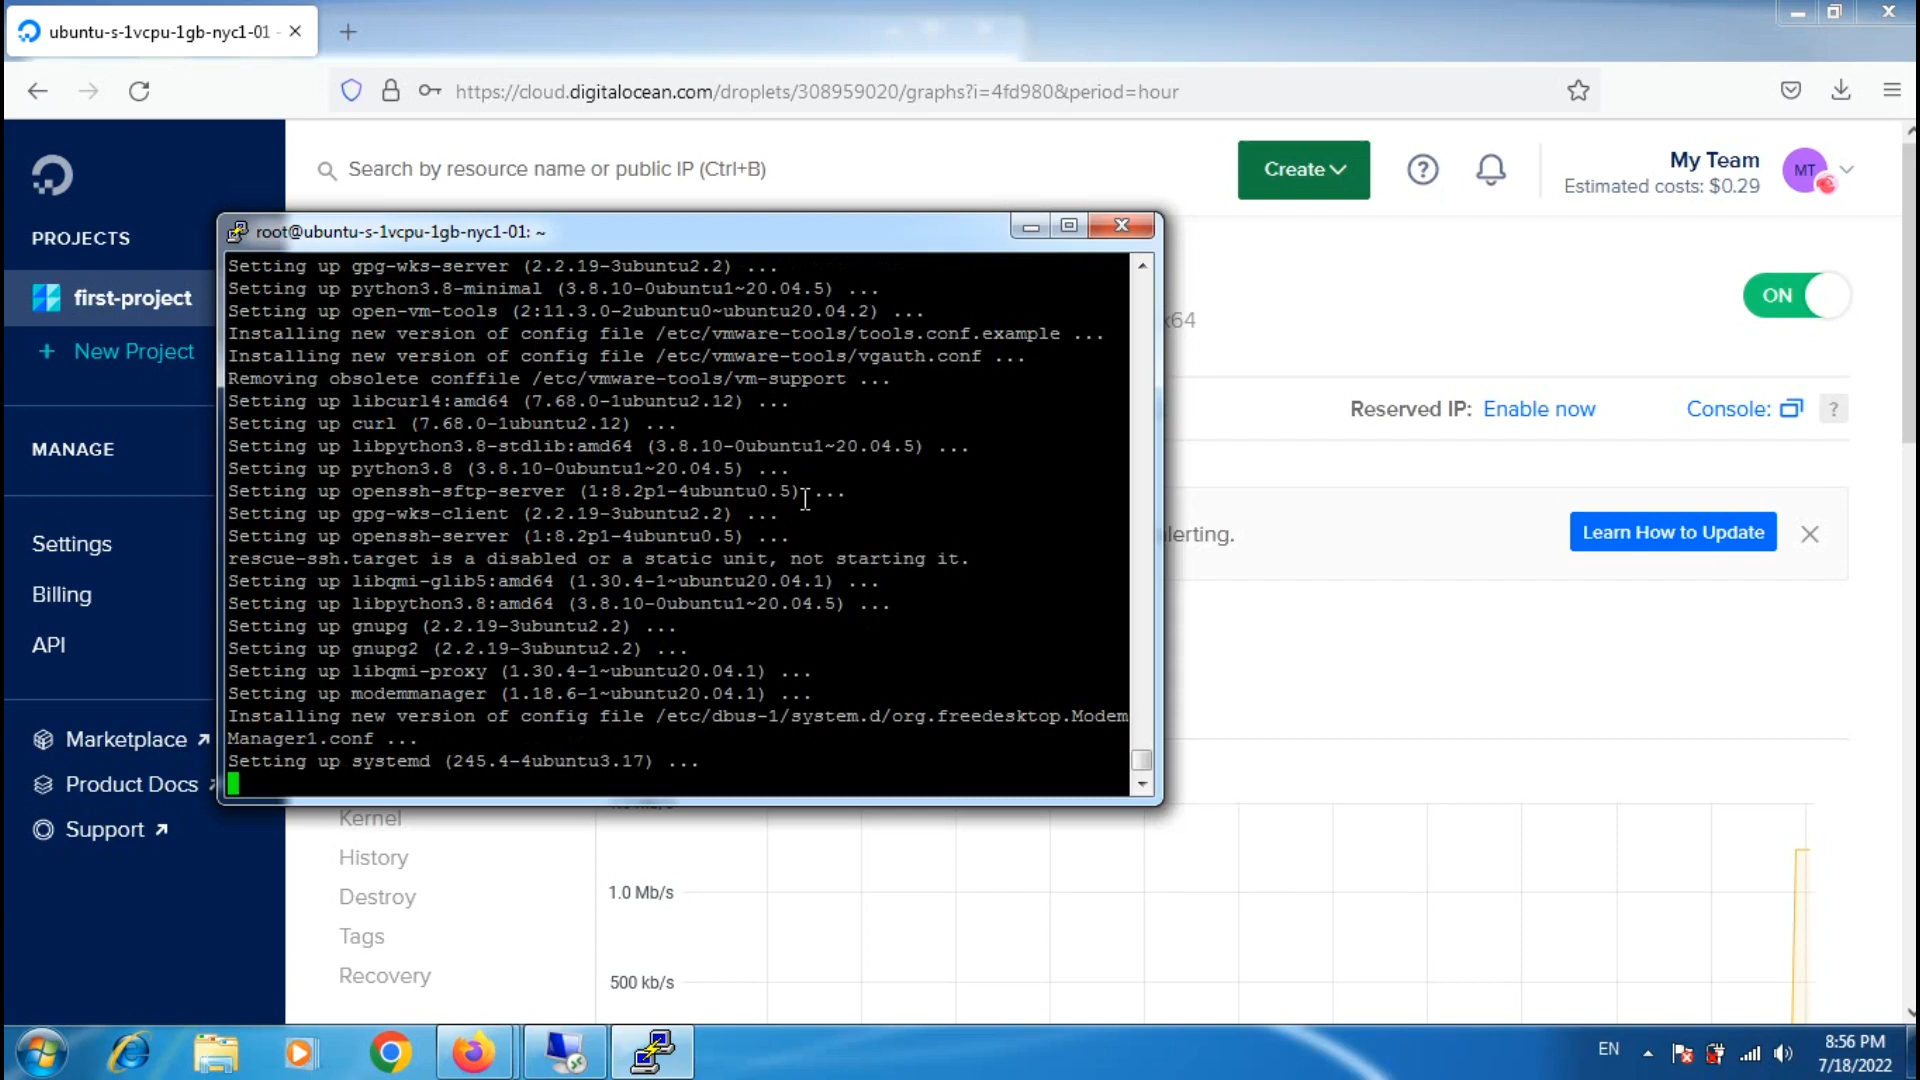 ubuntu-s-1vcpu-1gb-nyc1-01 -
https://cloud.digitalocean.com/droplets/308959020/graphs?i=4fd980&period=hour
Search by resource name or public IP (Ctrl+B)
Create
My Team
Estimated costs: $0.29
MT
PROJECTS
first-project
+ New Project
MANAGE
Settings
Billing
API
Marketplace
Product Docs
Support
root@ubuntu-s-1vcpu-1gb-nyc1-01: ~
Setting up gpg-wks-server (2.2.19-3ubuntu2.2) ...
Setting up python3.8-minimal (3.8.10-0ubuntu1~20.04.5) ...
Setting up open-vm-tools (2:11.3.0-2ubuntu0~ubuntu20.04.2) ...
Installing new version of config file /etc/vmware-tools/tools.conf.example ...
Installing new version of config file /etc/vmware-tools/vgauth.conf ...
Removing obsolete conffile /etc/vmware-tools/vm-support ...
Setting up libcurl4:amd64 (7.68.0-1ubuntu2.12) ...
Setting up curl (7.68.0-1ubuntu2.12) ...
Setting up libpython3.8-stdlib:amd64 (3.8.10-0ubuntu1~20.04.5) ...
Setting up python3.8 (3.8.10-0ubuntu1~20.04.5) ...
Setting up openssh-sftp-server (1:8.2p1-4ubuntu0.5) ...
Setting up gpg-wks-client (2.2.19-3ubuntu2.2) ...
Setting up openssh-server (1:8.2p1-4ubuntu0.5) ...
rescue-ssh.target is a disabled or a static unit, not starting it.
Setting up libqmi-glib5:amd64 (1.30.4-1~ubuntu20.04.1) ...
Setting up libpython3.8:amd64 (3.8.10-0ubuntu1~20.04.5) ...
Setting up gnupg (2.2.19-3ubuntu2.2) ...
Setting up gnupg2 (2.2.19-3ubuntu2.2) ...
Setting up libqmi-proxy (1.30.4-1~ubuntu20.04.1) ...
Setting up modemmanager (1.18.6-1~ubuntu20.04.1) ...
Installing new version of config file /etc/dbus-1/system.d/org.freedesktop.Modem
Manager1.conf ...
Setting up systemd (245.4-4ubuntu3.17) ...
ON
x64
Reserved IP: Enable now
Console:
?
lerting.
Learn How to Update
Kernel
History
Destroy
Tags
Recovery
1.0 Mb/s
500 kb/s
EN
8:56 PM
7/18/2022